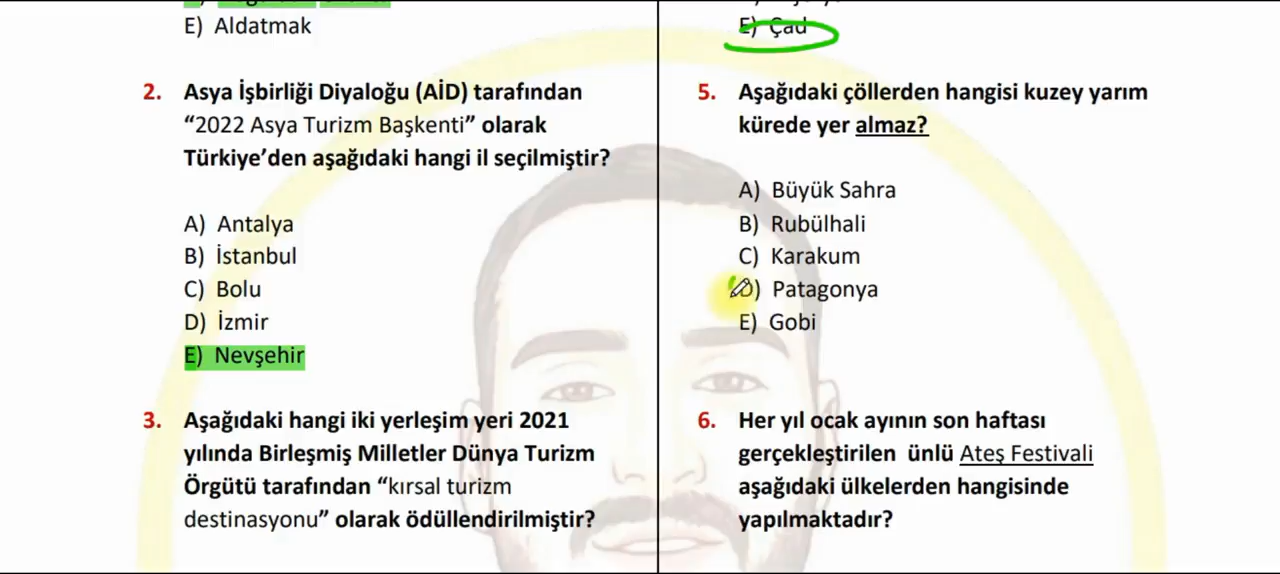 E) Aldatmak
2. Asya İşbirliği Diyaloğu (AİD) tarafından
“2022 Asya Turizm Başkenti” olarak
Türkiye’den aşağıdaki hangi il seçilmiştir?
A) Antalya
B) İstanbul
C) Bolu
D) İzmir
E) Nevşehir
3. Aşağıdaki hangi iki yerleşim yeri 2021
yılında Birleşmiş Milletler Dünya Turizm
Örgütü tarafından “kırsal turizm
destinasyonu” olarak ödüllendirilmiştir?
E) Çad
5. Aşağıdaki çöllerden hangisi kuzey yarım
kürede yer almaz?
A) Büyük Sahra
B) Rubülhali
C) Karakum
D) Patagonya
E) Gobi
6. Her yıl ocak ayının son haftası
gerçekleştirilen ünlü Ateş Festivali
aşağıdaki ülkelerden hangisinde
yapılmaktadır?